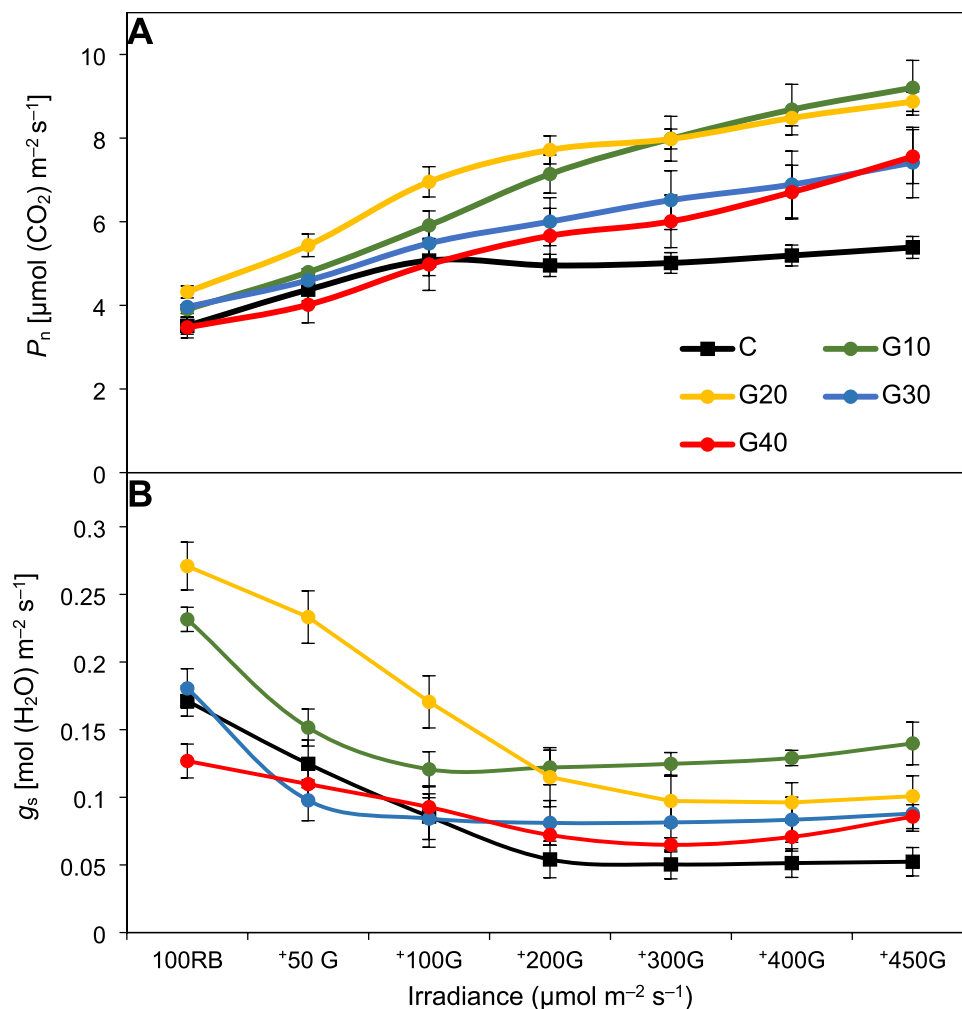 A
10
8
6
4
2
0
Pn [µmol (CO₂) m⁻² s⁻¹]
C G10
G20 G30
G40
B
0.3
0.25
0.2
0.15
0.1
0.05
0
gs [mol (H₂O) m⁻² s⁻¹]
100RB ⁺50 G ⁺100G ⁺200G ⁺300G ⁺400G ⁺450G
Irradiance (µmol m⁻² s⁻¹)